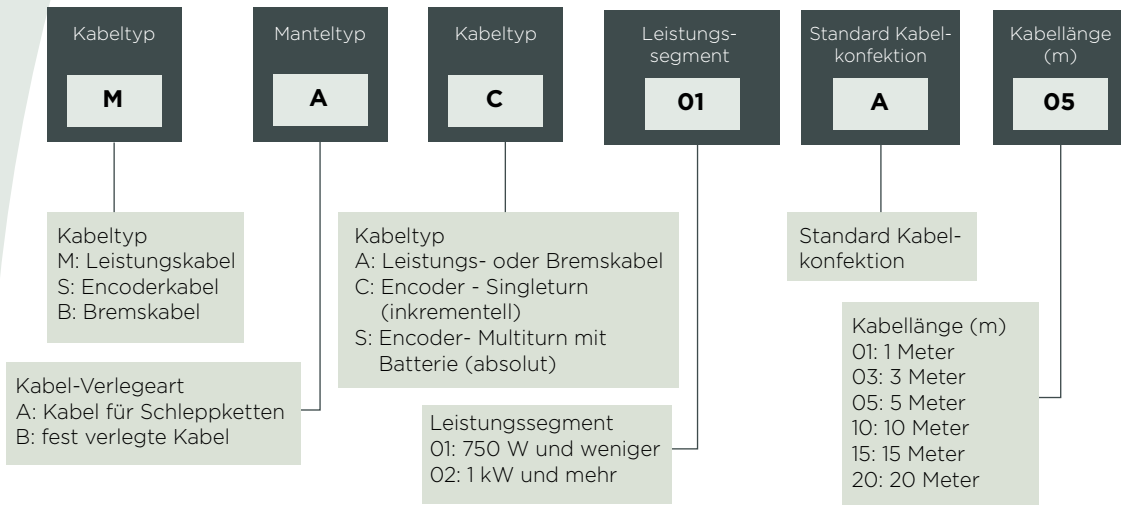 Kabeltyp
M
Manteltyp
A
Kabeltyp
C
Leistungs-
segment
01
Standard Kabel-
konfektion
A
Kabellänge
(m)
05
Kabeltyp
M: Leistungskabel
S: Encoderkabel
B: Bremskabel
Kabel-Verlegeart
A: Kabel für Schleppketten
B: fest verlegte Kabel
Kabeltyp
A: Leistungs- oder Bremskabel
C: Encoder - Singleturn
(inkrementell)
S: Encoder- Multiturn mit
Batterie (absolut)
Leistungssegment
01: 750 W und weniger
02: 1 kW und mehr
Standard Kabel-
konfektion
Kabellänge (m)
01: 1 Meter
03: 3 Meter
05: 5 Meter
10: 10 Meter
15: 15 Meter
20: 20 Meter